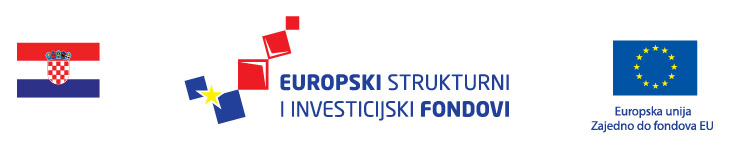 EUROPSKI STRUKTURNI
I INVESTICIJSKI FONDOVI
Europska unija
Zajedno do fondova EU